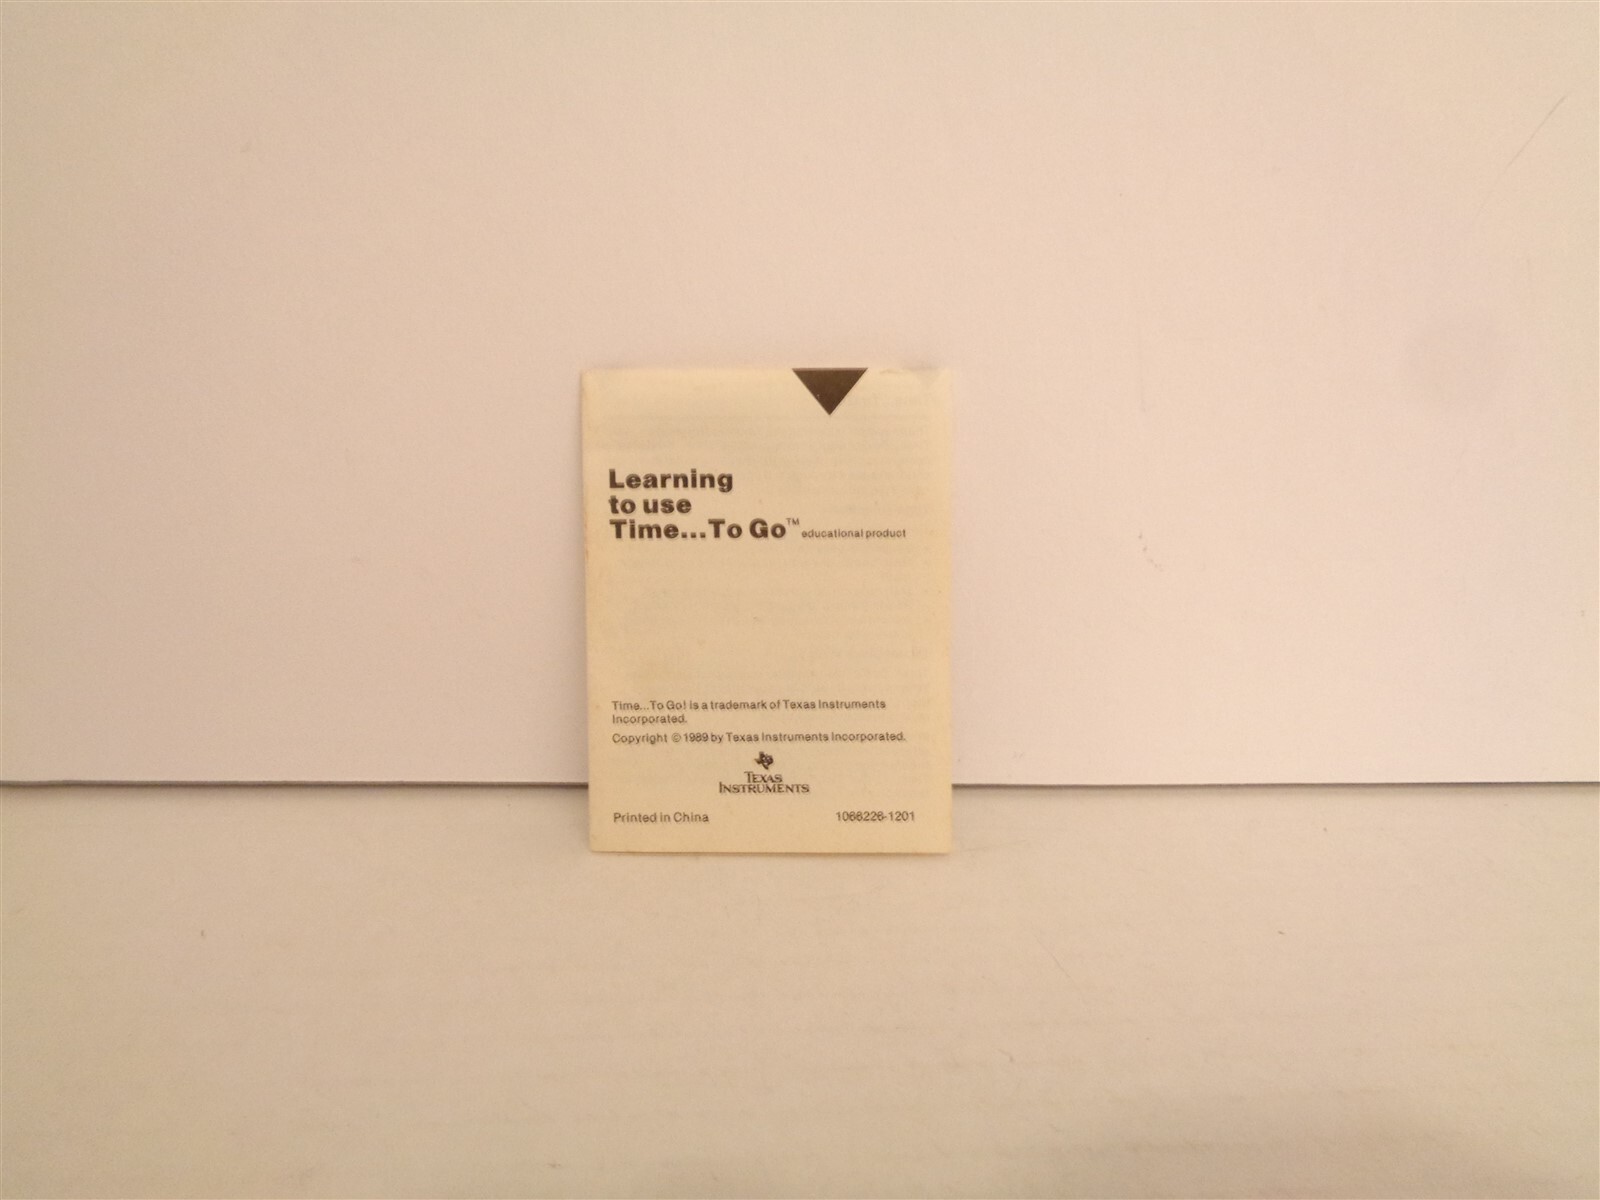 Learning
to use
Time...To Go™ educational product
Time...To Go! is a trademark of Texas Instruments
Incorporated.
Copyright © 1989 by Texas Instruments Incorporated.
TEXAS
INSTRUMENTS
Printed in China 1066226-1201